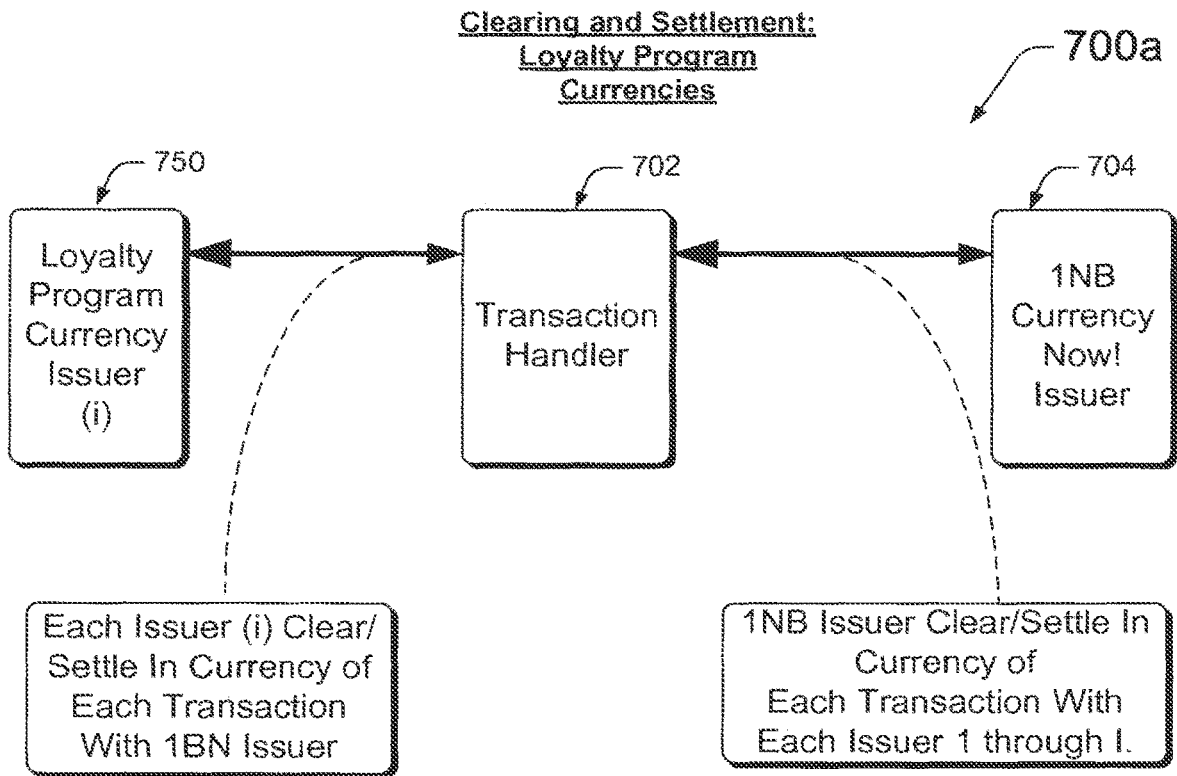 Clearing and Settlement:
Loyalty Program
Currencies
700a
750
702
704
Loyalty
Program
Currency
Issuer
(i)
Transaction
Handler
1NB
Currency
Now!
Issuer
Each Issuer (i) Clear/
Settle In Currency of
Each Transaction
With 1BN Issuer
1NB Issuer Clear/Settle In
Currency of
Each Transaction With
Each Issuer 1 through I.